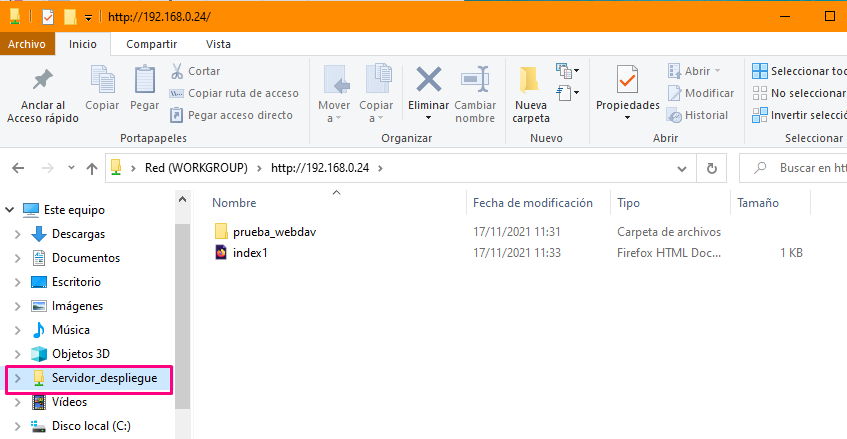 http://192.168.0.24/
Archivo Inicio Compartir Vista
Anclar al Acceso rápido
Copiar
Pegar
Cortar
Copiar ruta de acceso
Pegar acceso directo
Portapapeles
Mover a
Copiar a
Eliminar
Cambiar nombre
Organizar
Nueva carpeta
Nuevo
Propiedades
Abrir
Modificar
Historial
Abrir
Seleccionar todo
No seleccionar
Invertir selecció
Seleccionar
Red (WORKGROUP) http://192.168.0.24
Buscar en ht
Nombre Fecha de modificación Tipo Tamaño
prueba_webdav 17/11/2021 11:31 Carpeta de archivos
index1 17/11/2021 11:33 Firefox HTML Doc... 1 KB
Este equipo
Descargas
Documentos
Escritorio
Imágenes
Música
Objetos 3D
Servidor_despliegue
Vídeos
Disco local (C:)